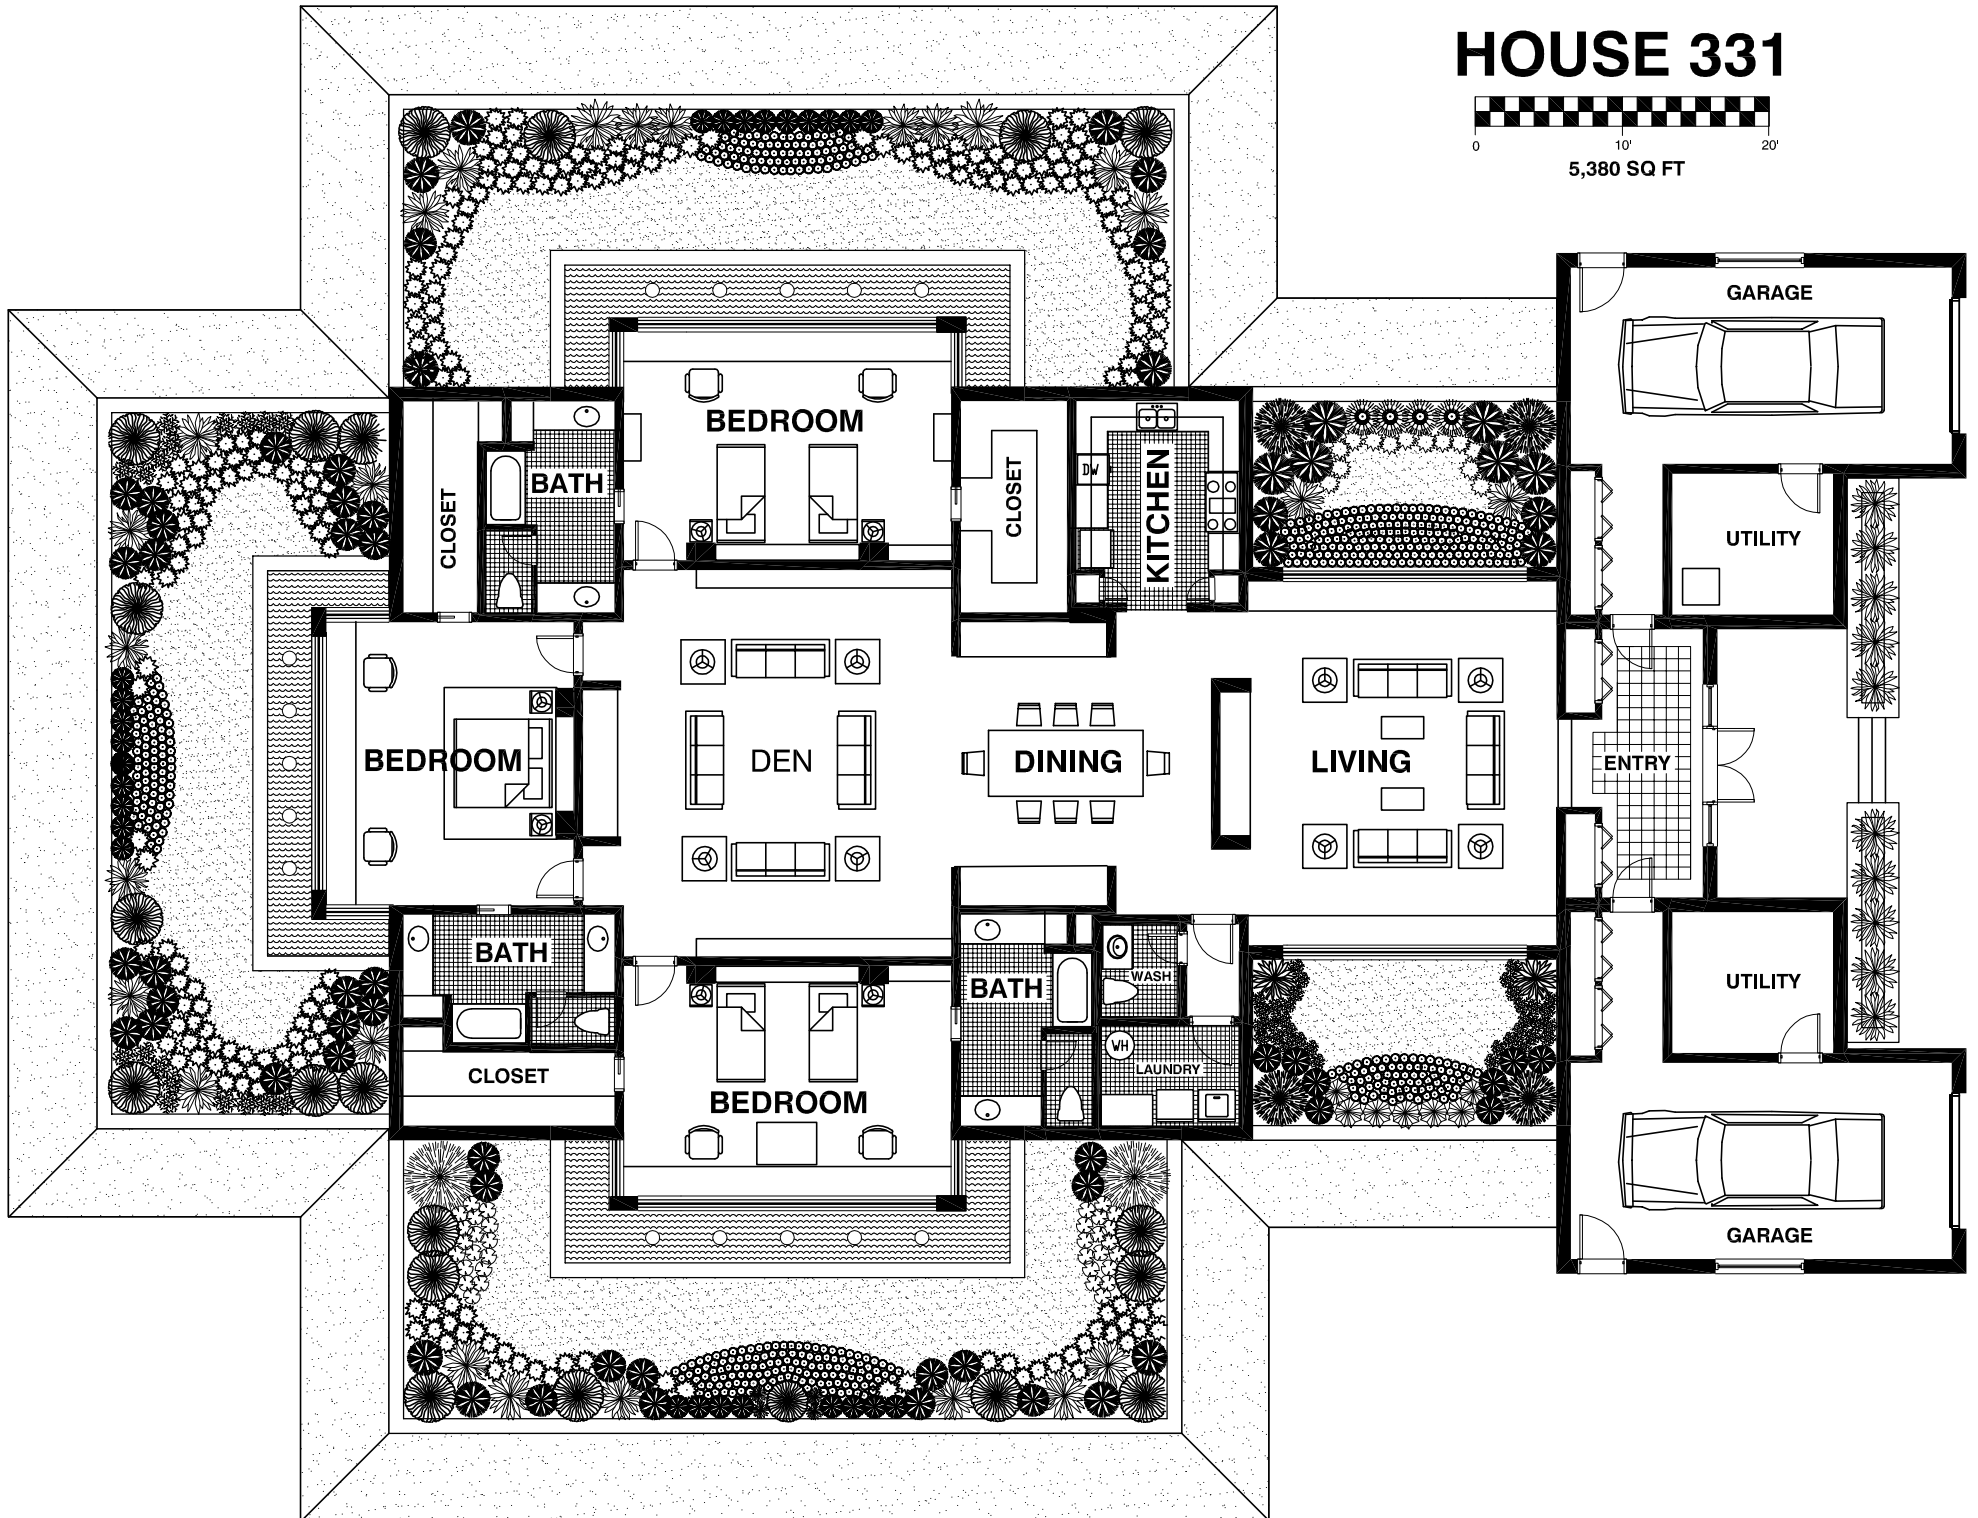 HOUSE 331
0 10' 20'
5,380 SQ FT
GARAGE
BEDROOM
BATH
CLOSET
CLOSET
DW
KITCHEN
UTILITY
BEDROOM
DEN
DINING
LIVING
ENTRY
BATH
BATH
WASH
UTILITY
WH
LAUNDRY
CLOSET
BEDROOM
GARAGE